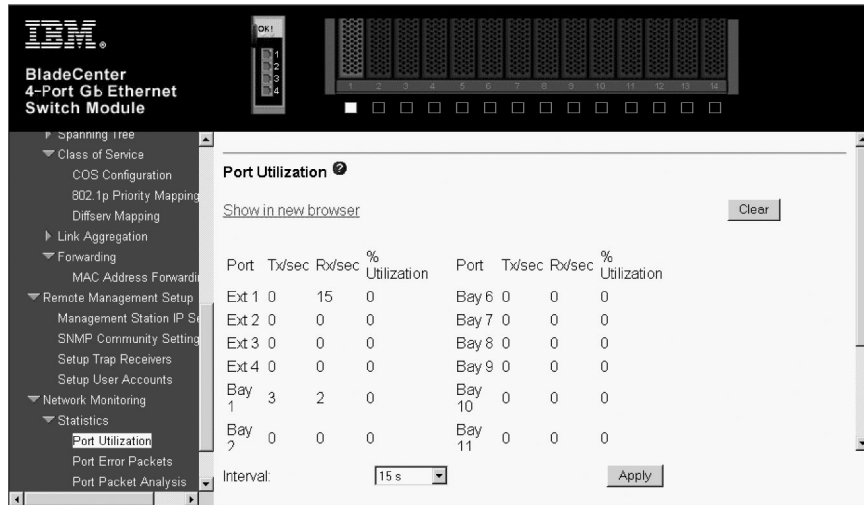 IBM®
BladeCenter
4-Port Gb Ethernet
Switch Module
OK!
1
2
3
4
1 2 3 4 5 6 7 8 9 10 11 12 13 14
Spanning Tree
Class of Service
COS Configuration
802.1p Priority Mapping
Diffserv Mapping
Link Aggregation
Forwarding
MAC Address Forwardi
Remote Management Setup
Management Station IP Se
SNMP Community Setting
Setup Trap Receivers
Setup User Accounts
Network Monitoring
Statistics
Port Utilization
Port Error Packets
Port Packet Analysis
Port Utilization ?
Show in new browser
Clear
Port Tx/sec Rx/sec % Utilization Port Tx/sec Rx/sec % Utilization
Ext 1 0 15 0 Bay 6 0 0 0
Ext 2 0 0 0 Bay 7 0 0 0
Ext 3 0 0 0 Bay 8 0 0 0
Ext 4 0 0 0 Bay 9 0 0 0
Bay 1 3 2 0 Bay 10 0 0 0
Bay 2 0 0 0 Bay 11 0 0 0
Interval: 15 s Apply